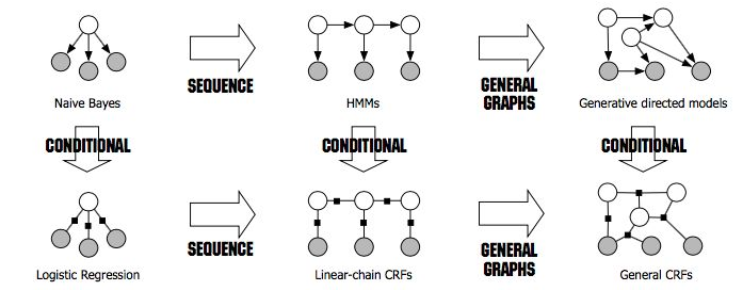 SEQUENCE
GENERAL
GRAPHS
Naive Bayes
HMMs
Generative directed models
CONDITIONAL
CONDITIONAL
CONDITIONAL
SEQUENCE
GENERAL
GRAPHS
Logistic Regression
Linear-chain CRFs
General CRFs